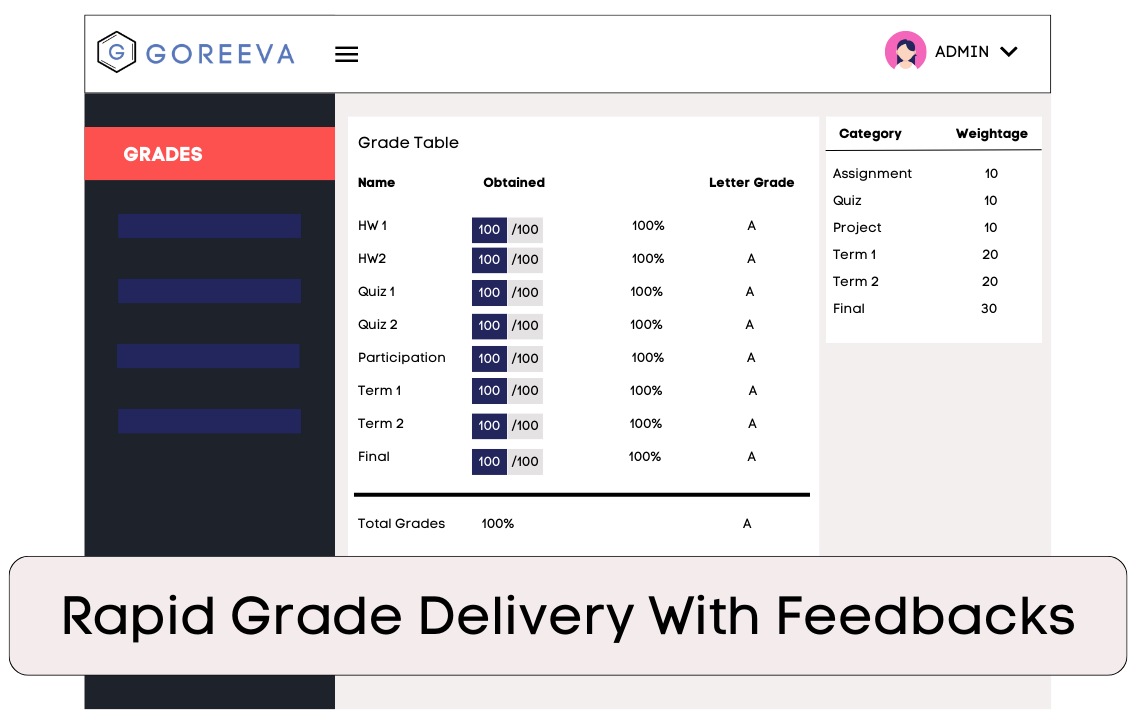 G GOREEVA
ADMIN
GRADES
Grade Table
Name Obtained Letter Grade
HW 1 100 /100 100% A
HW2 100 /100 100% A
Quiz 1 100 /100 100% A
Quiz 2 100 /100 100% A
Participation 100 /100 100% A
Term 1 100 /100 100% A
Term 2 100 /100 100% A
Final 100 /100 100% A
Total Grades 100% A
Category Weightage
Assignment 10
Quiz 10
Project 10
Term 1 20
Term 2 20
Final 30
Rapid Grade Delivery With Feedbacks